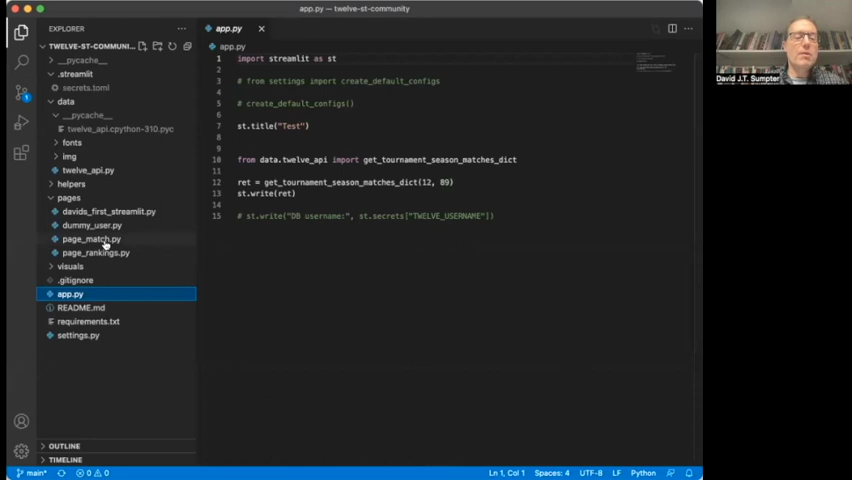 app.py — twelve-st-community
EXPLORER
TWELVE-ST-COMMUNI...
__pycache__
.streamlit
secrets.toml
data
__pycache__
twelve_api.cpython-310.pyc
fonts
img
twelve_api.py
helpers
pages
davids_first_streamlit.py
dummy_user.py
page_match.py
page_rankings.py
visuals
.gitignore
app.py
README.md
requirements.txt
settings.py
OUTLINE
TIMELINE
app.py
app.py
1 import streamlit as st
2
3 # from settings import create_default_configs
4
5 # create_default_configs()
6
7 st.title("Test")
8
9
10 from data.twelve_api import get_tournament_season_matches_dict
11
12 ret = get_tournament_season_matches_dict(12, 89)
13 st.write(ret)
14
15 # st.write("DB username:", st.secrets["TWELVE_USERNAME"])
David J.T. Sumpter
1
main* 0 0 Ln 1, Col 1 Spaces: 4 UTF-8 LF Python